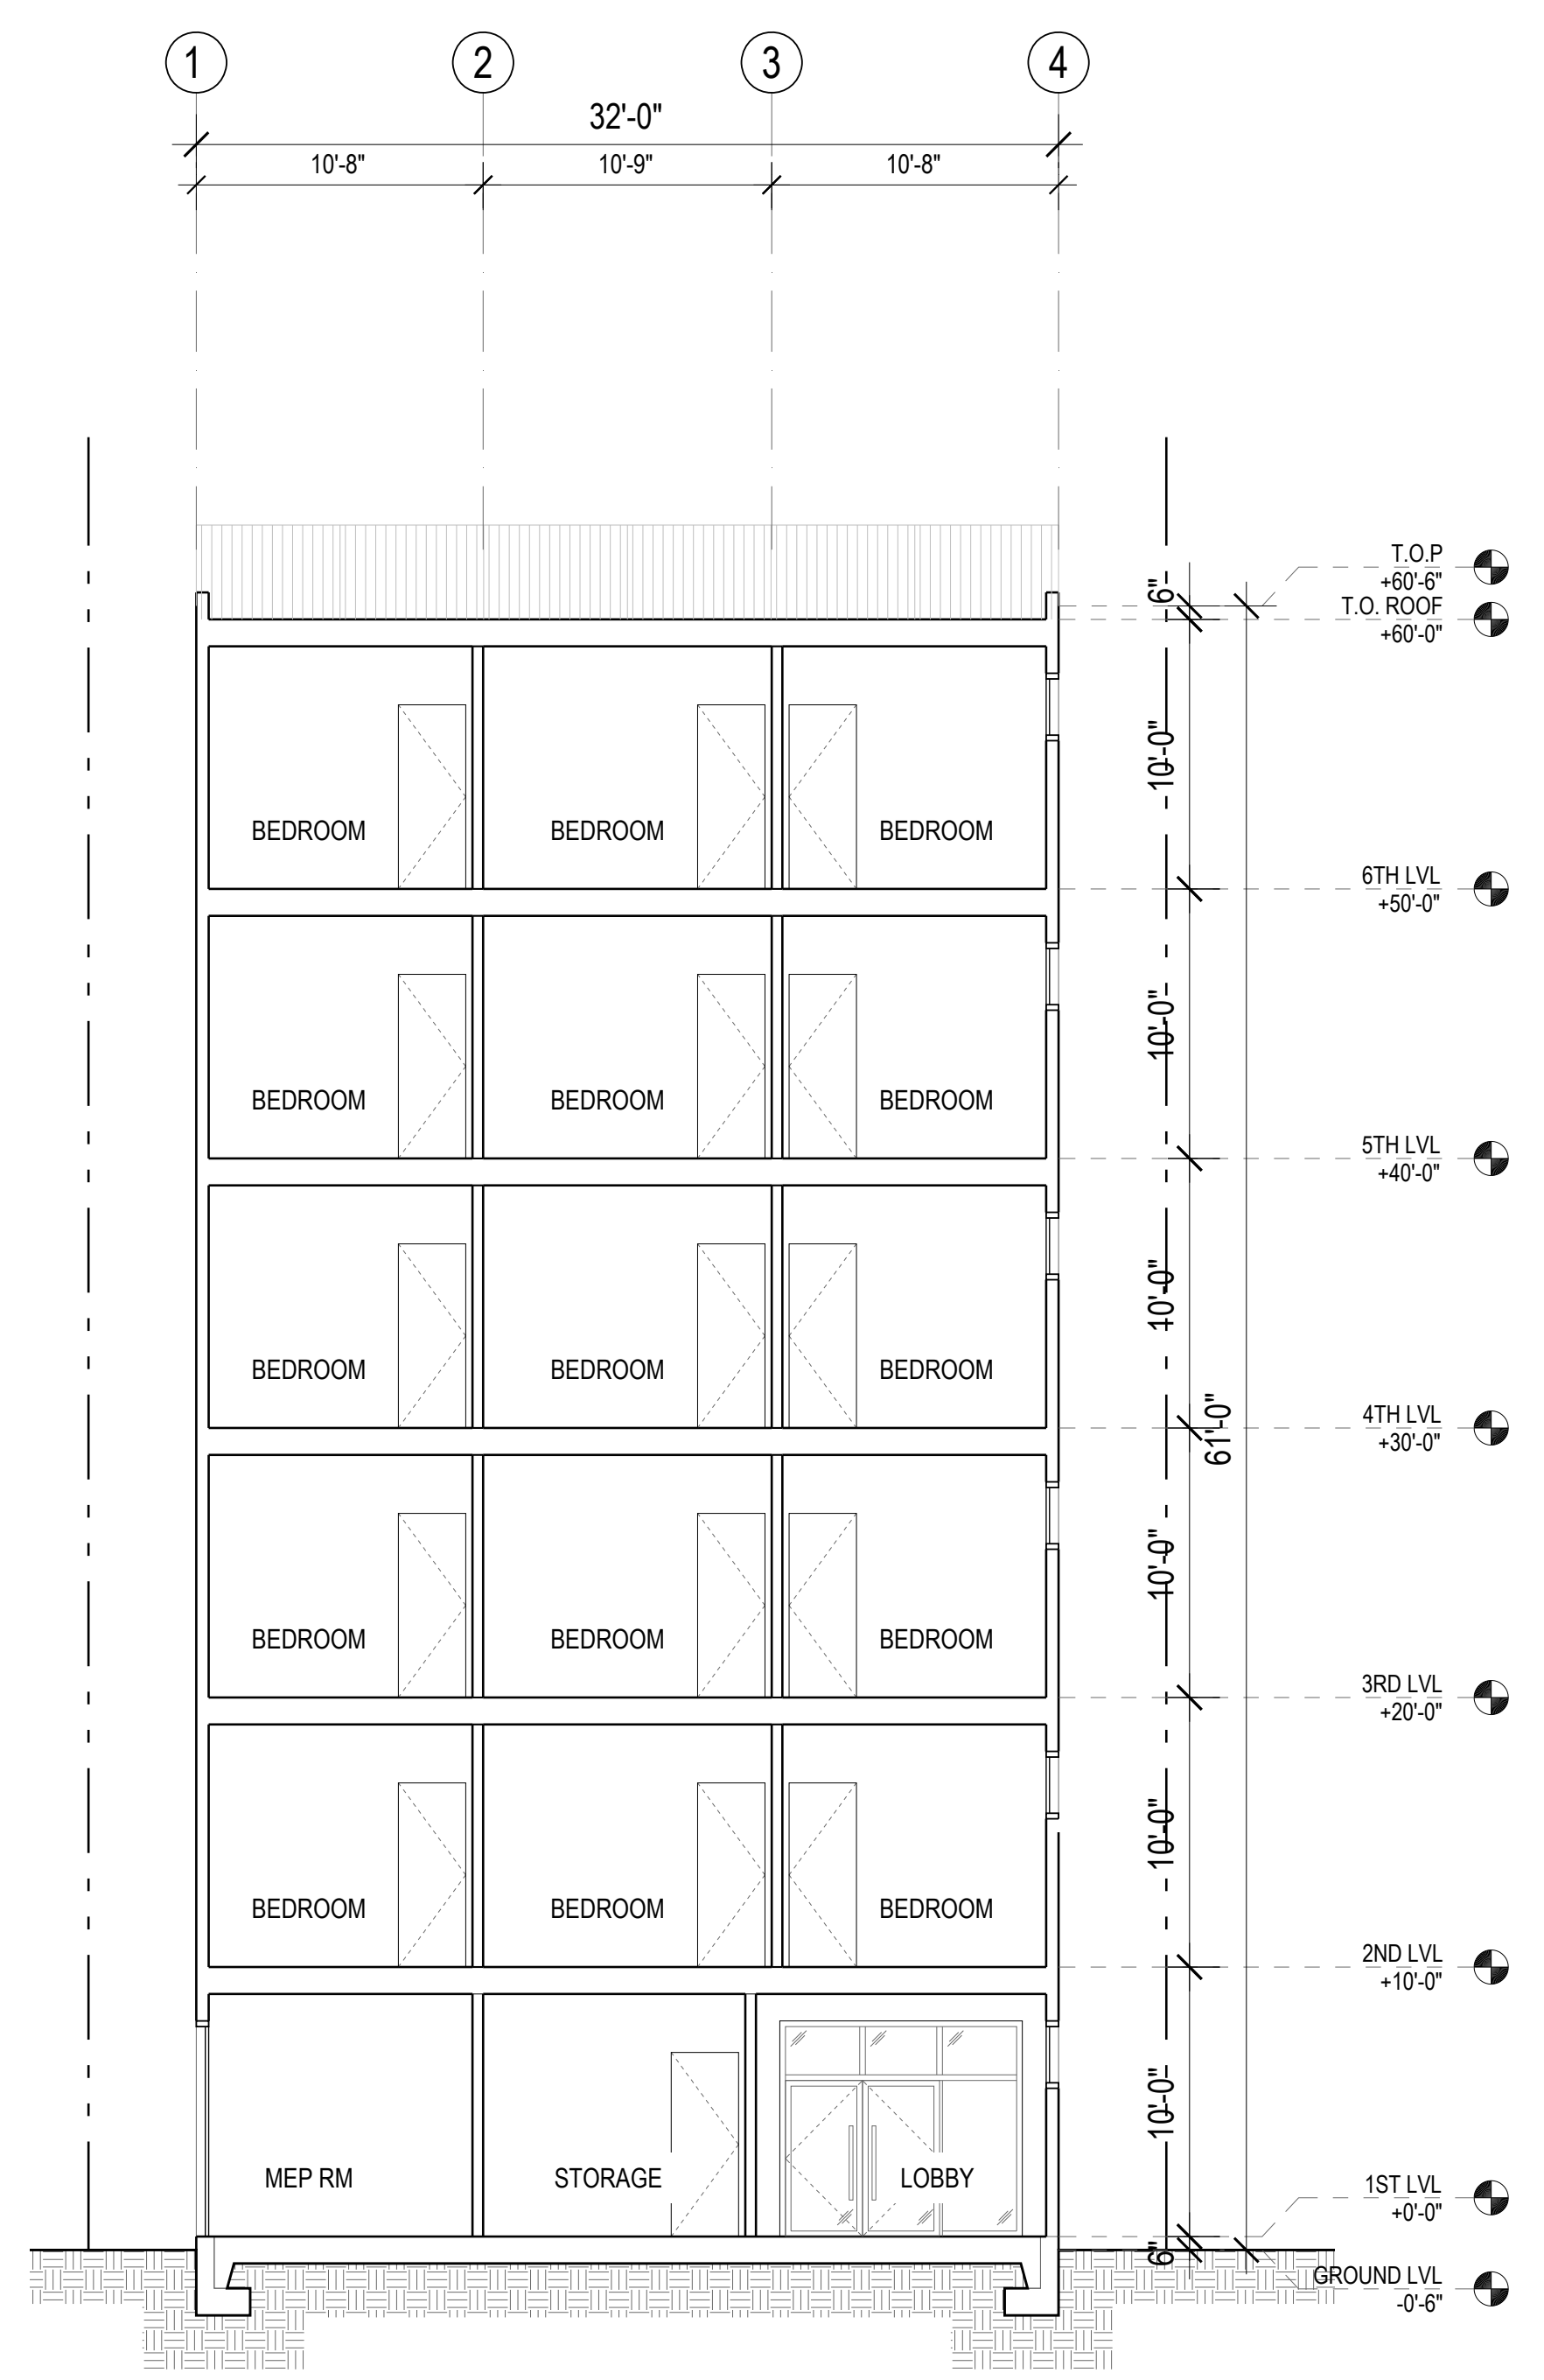 1 2 3 4
32'-0"
10'-8" 10'-9" 10'-8"
T.O.P
+60'-6"
6"
T.O. ROOF
+60'-0"
10'-0"
BEDROOM BEDROOM BEDROOM
6TH LVL
+50'-0"
10'-0"
BEDROOM BEDROOM BEDROOM
5TH LVL
+40'-0"
10'-0"
BEDROOM BEDROOM BEDROOM
4TH LVL
+30'-0"
61'-0"
10'-0"
BEDROOM BEDROOM BEDROOM
3RD LVL
+20'-0"
10'-0"
BEDROOM BEDROOM BEDROOM
2ND LVL
+10'-0"
10'-0"
MEP RM STORAGE LOBBY
1ST LVL
+0'-0"
6"
GROUND LVL
-0'-6"